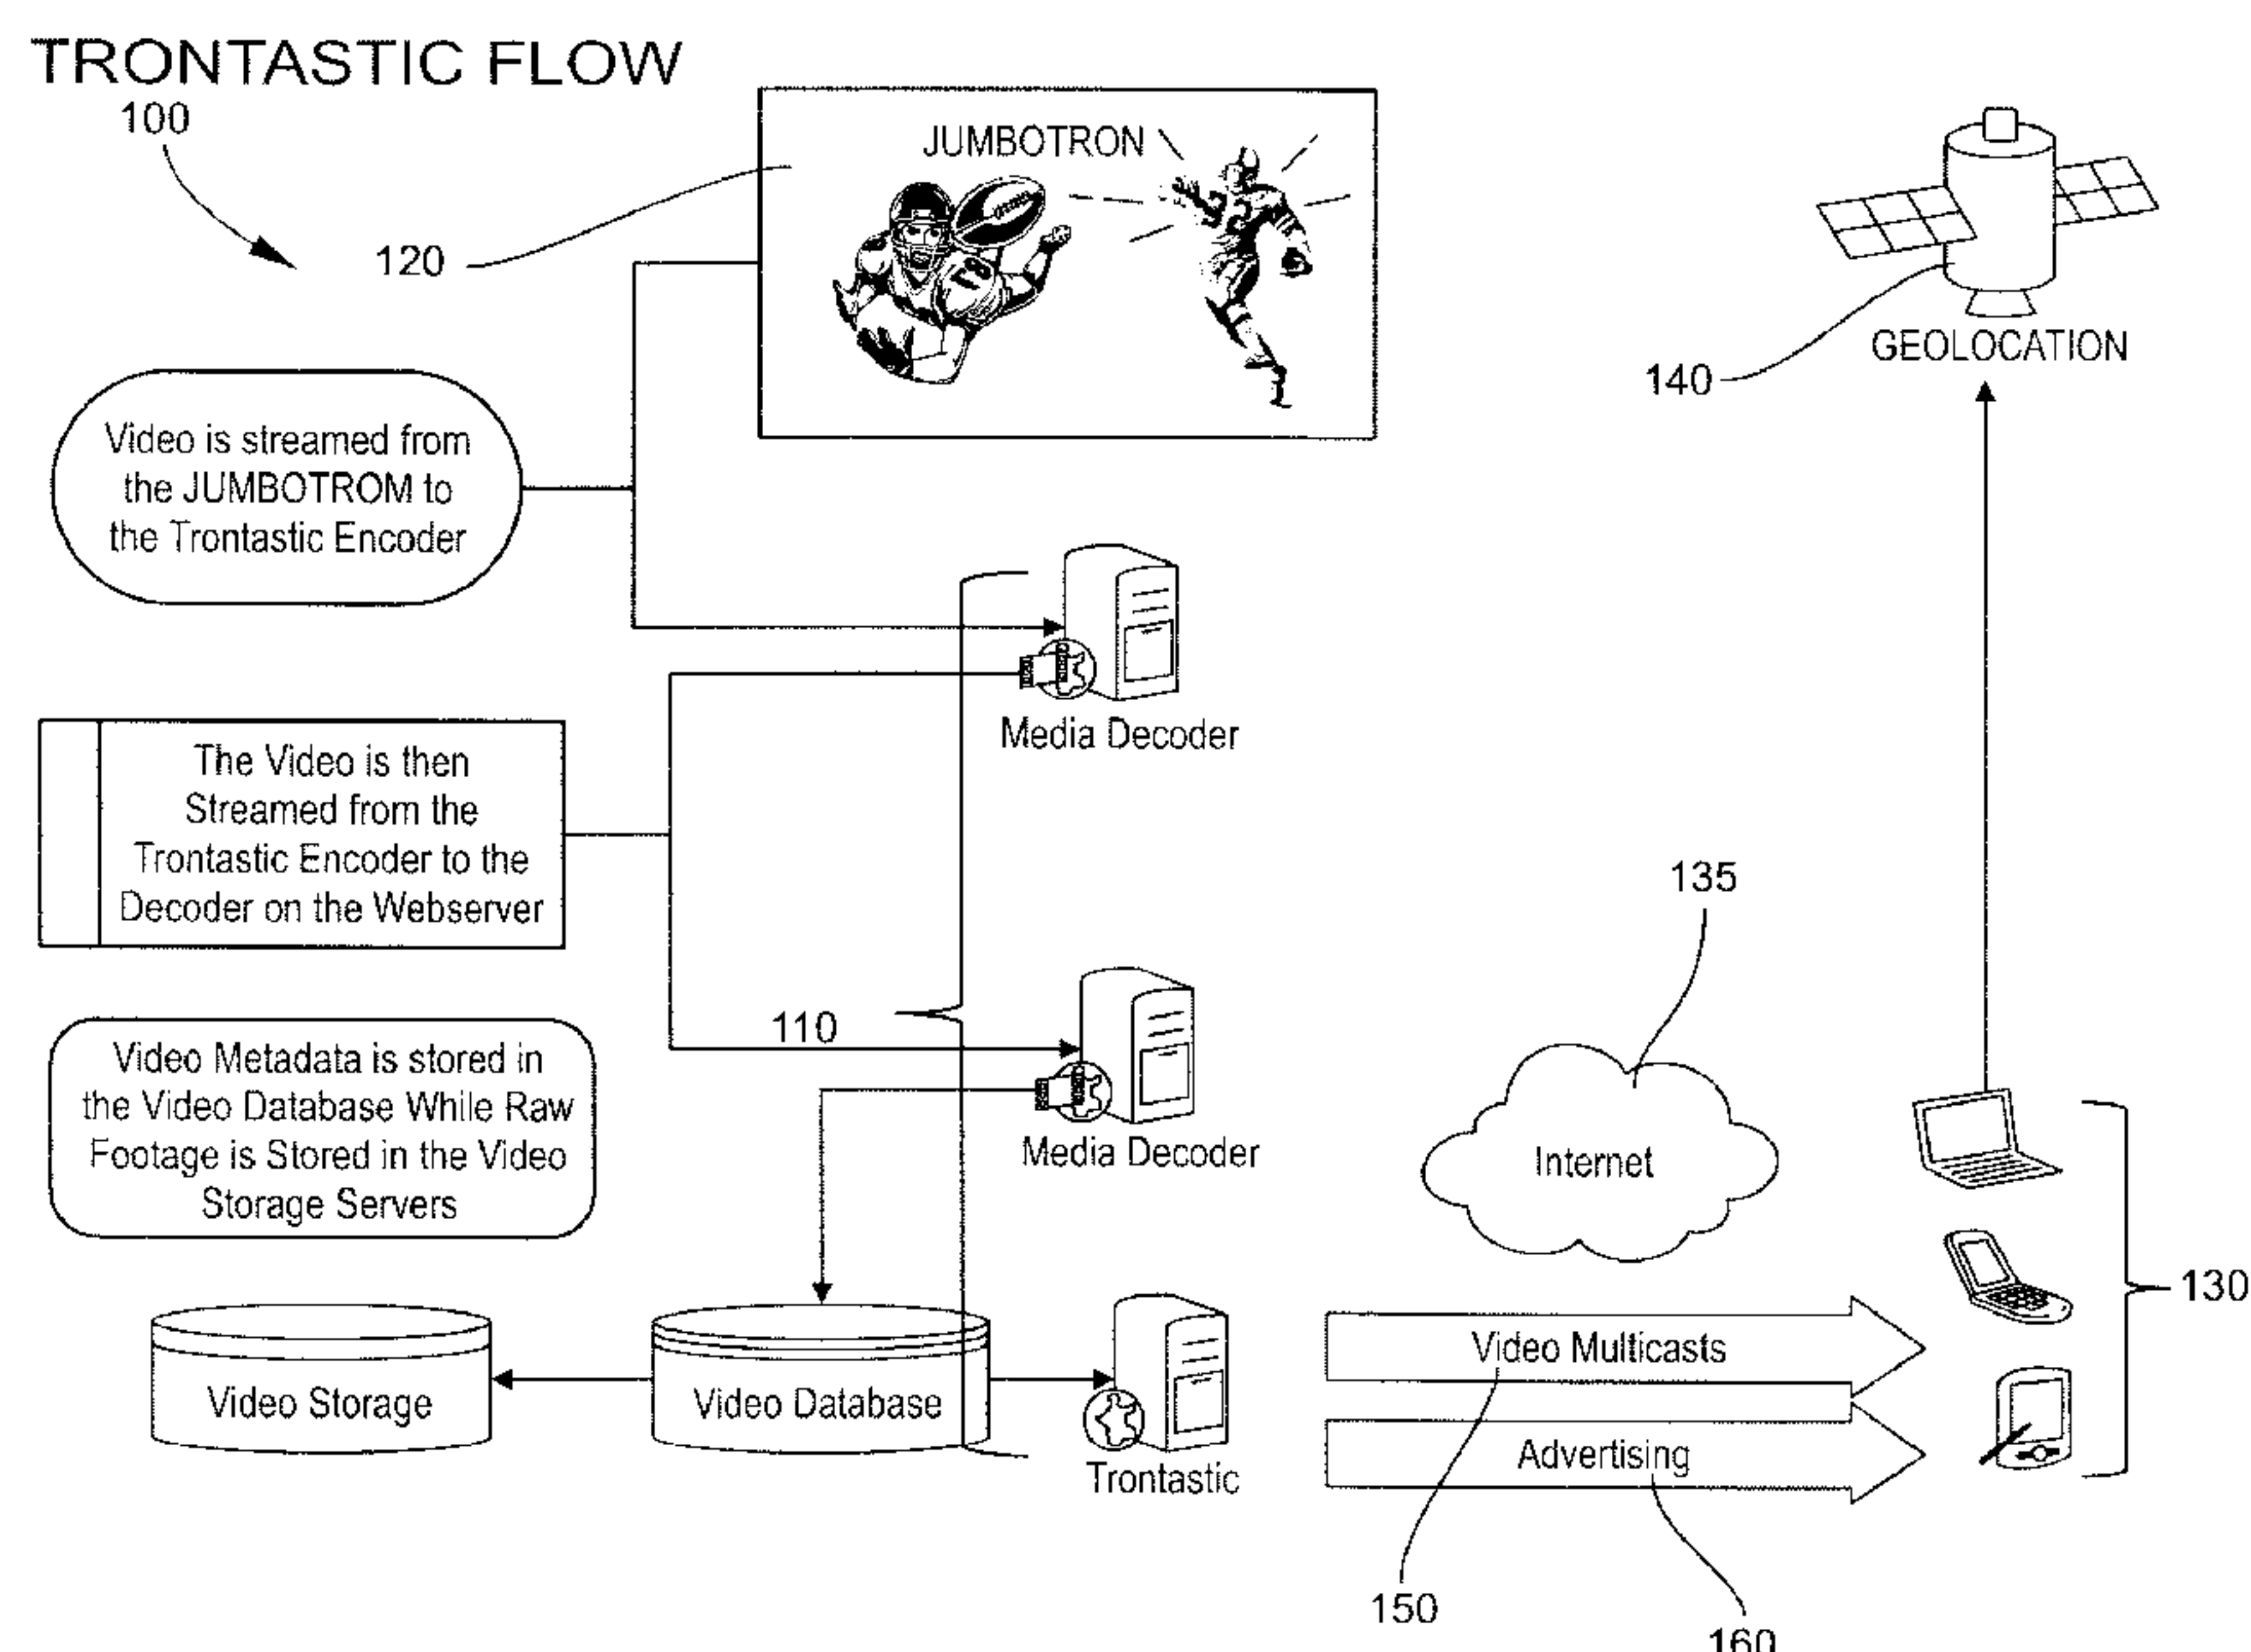 TRONTASTIC FLOW
100
120
JUMBOTRON
140
GEOLOCATION
Video is streamed from
the JUMBOTROM to
the Trontastic Encoder
Media Decoder
The Video is then
Streamed from the
Trontastic Encoder to the
Decoder on the Webserver
110
135
Video Metadata is stored in
the Video Database While Raw
Footage is Stored in the Video
Storage Servers
Media Decoder
Internet
130
Video Storage
Video Database
Trontastic
Video Multicasts
Advertising
150
160